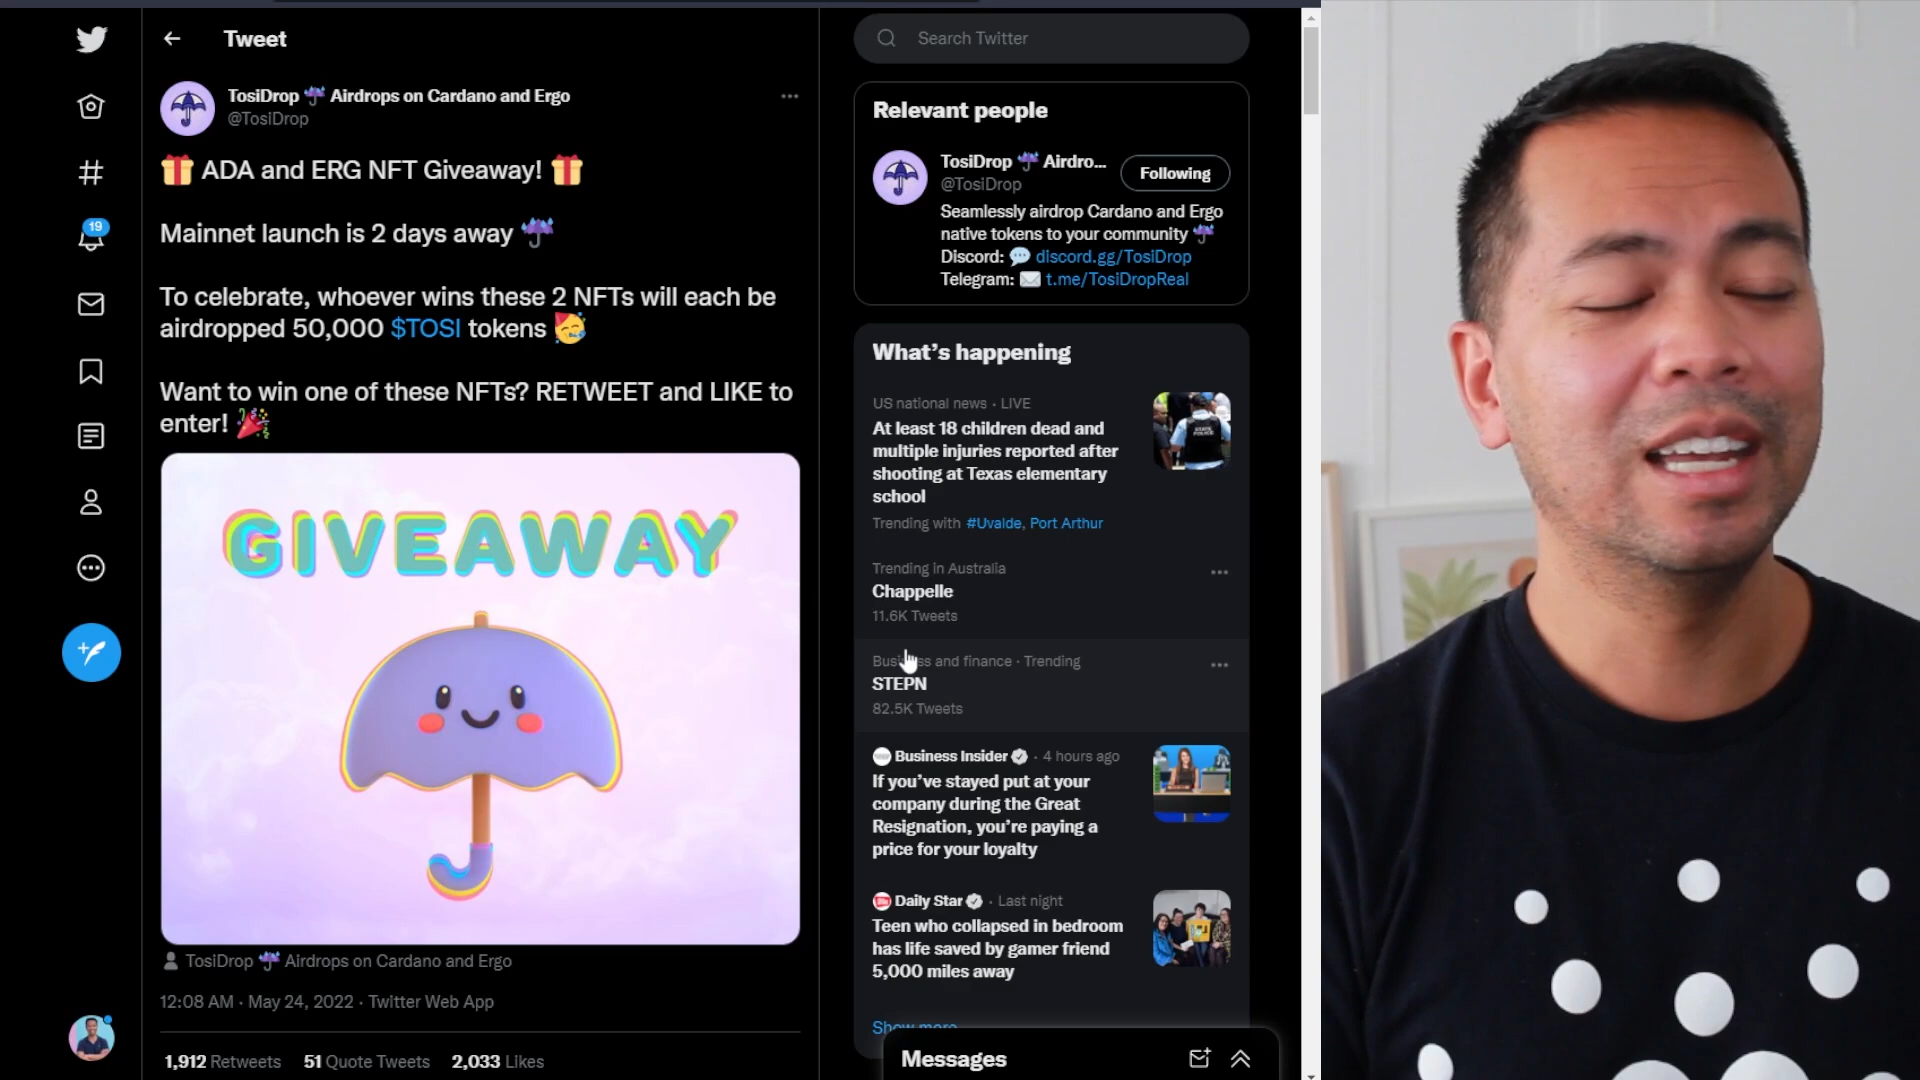 Tweet
TosiDrop ☔ Airdrops on Cardano and Ergo
@TosiDrop
🎁 ADA and ERG NFT Giveaway! 🎁
Mainnet launch is 2 days away ☔
To celebrate, whoever wins these 2 NFTs will each be
airdropped 50,000 $TOSI tokens 🥳
Want to win one of these NFTs? RETWEET and LIKE to
enter! 🎉
GIVEAWAY
TosiDrop ☔ Airdrops on Cardano and Ergo
12:08 AM · May 24, 2022 · Twitter Web App
1,912 Retweets 51 Quote Tweets 2,033 Likes
19
Search Twitter
Relevant people
TosiDrop ☔ Airdro...
Following
@TosiDrop
Seamlessly airdrop Cardano and Ergo
native tokens to your community ☔
Discord: 💬 discord.gg/TosiDrop
Telegram: ✉️ t.me/TosiDropReal
What's happening
US national news · LIVE
At least 18 children dead and
multiple injuries reported after
shooting at Texas elementary
school
Trending with #Uvalde, Port Arthur
Trending in Australia
Chappelle
11.6K Tweets
Business and finance · Trending
STEPN
82.5K Tweets
Business Insider · 4 hours ago
If you've stayed put at your
company during the Great
Resignation, you're paying a
price for your loyalty
Daily Star · Last night
Teen who collapsed in bedroom
has life saved by gamer friend
5,000 miles away
Show more
Messages